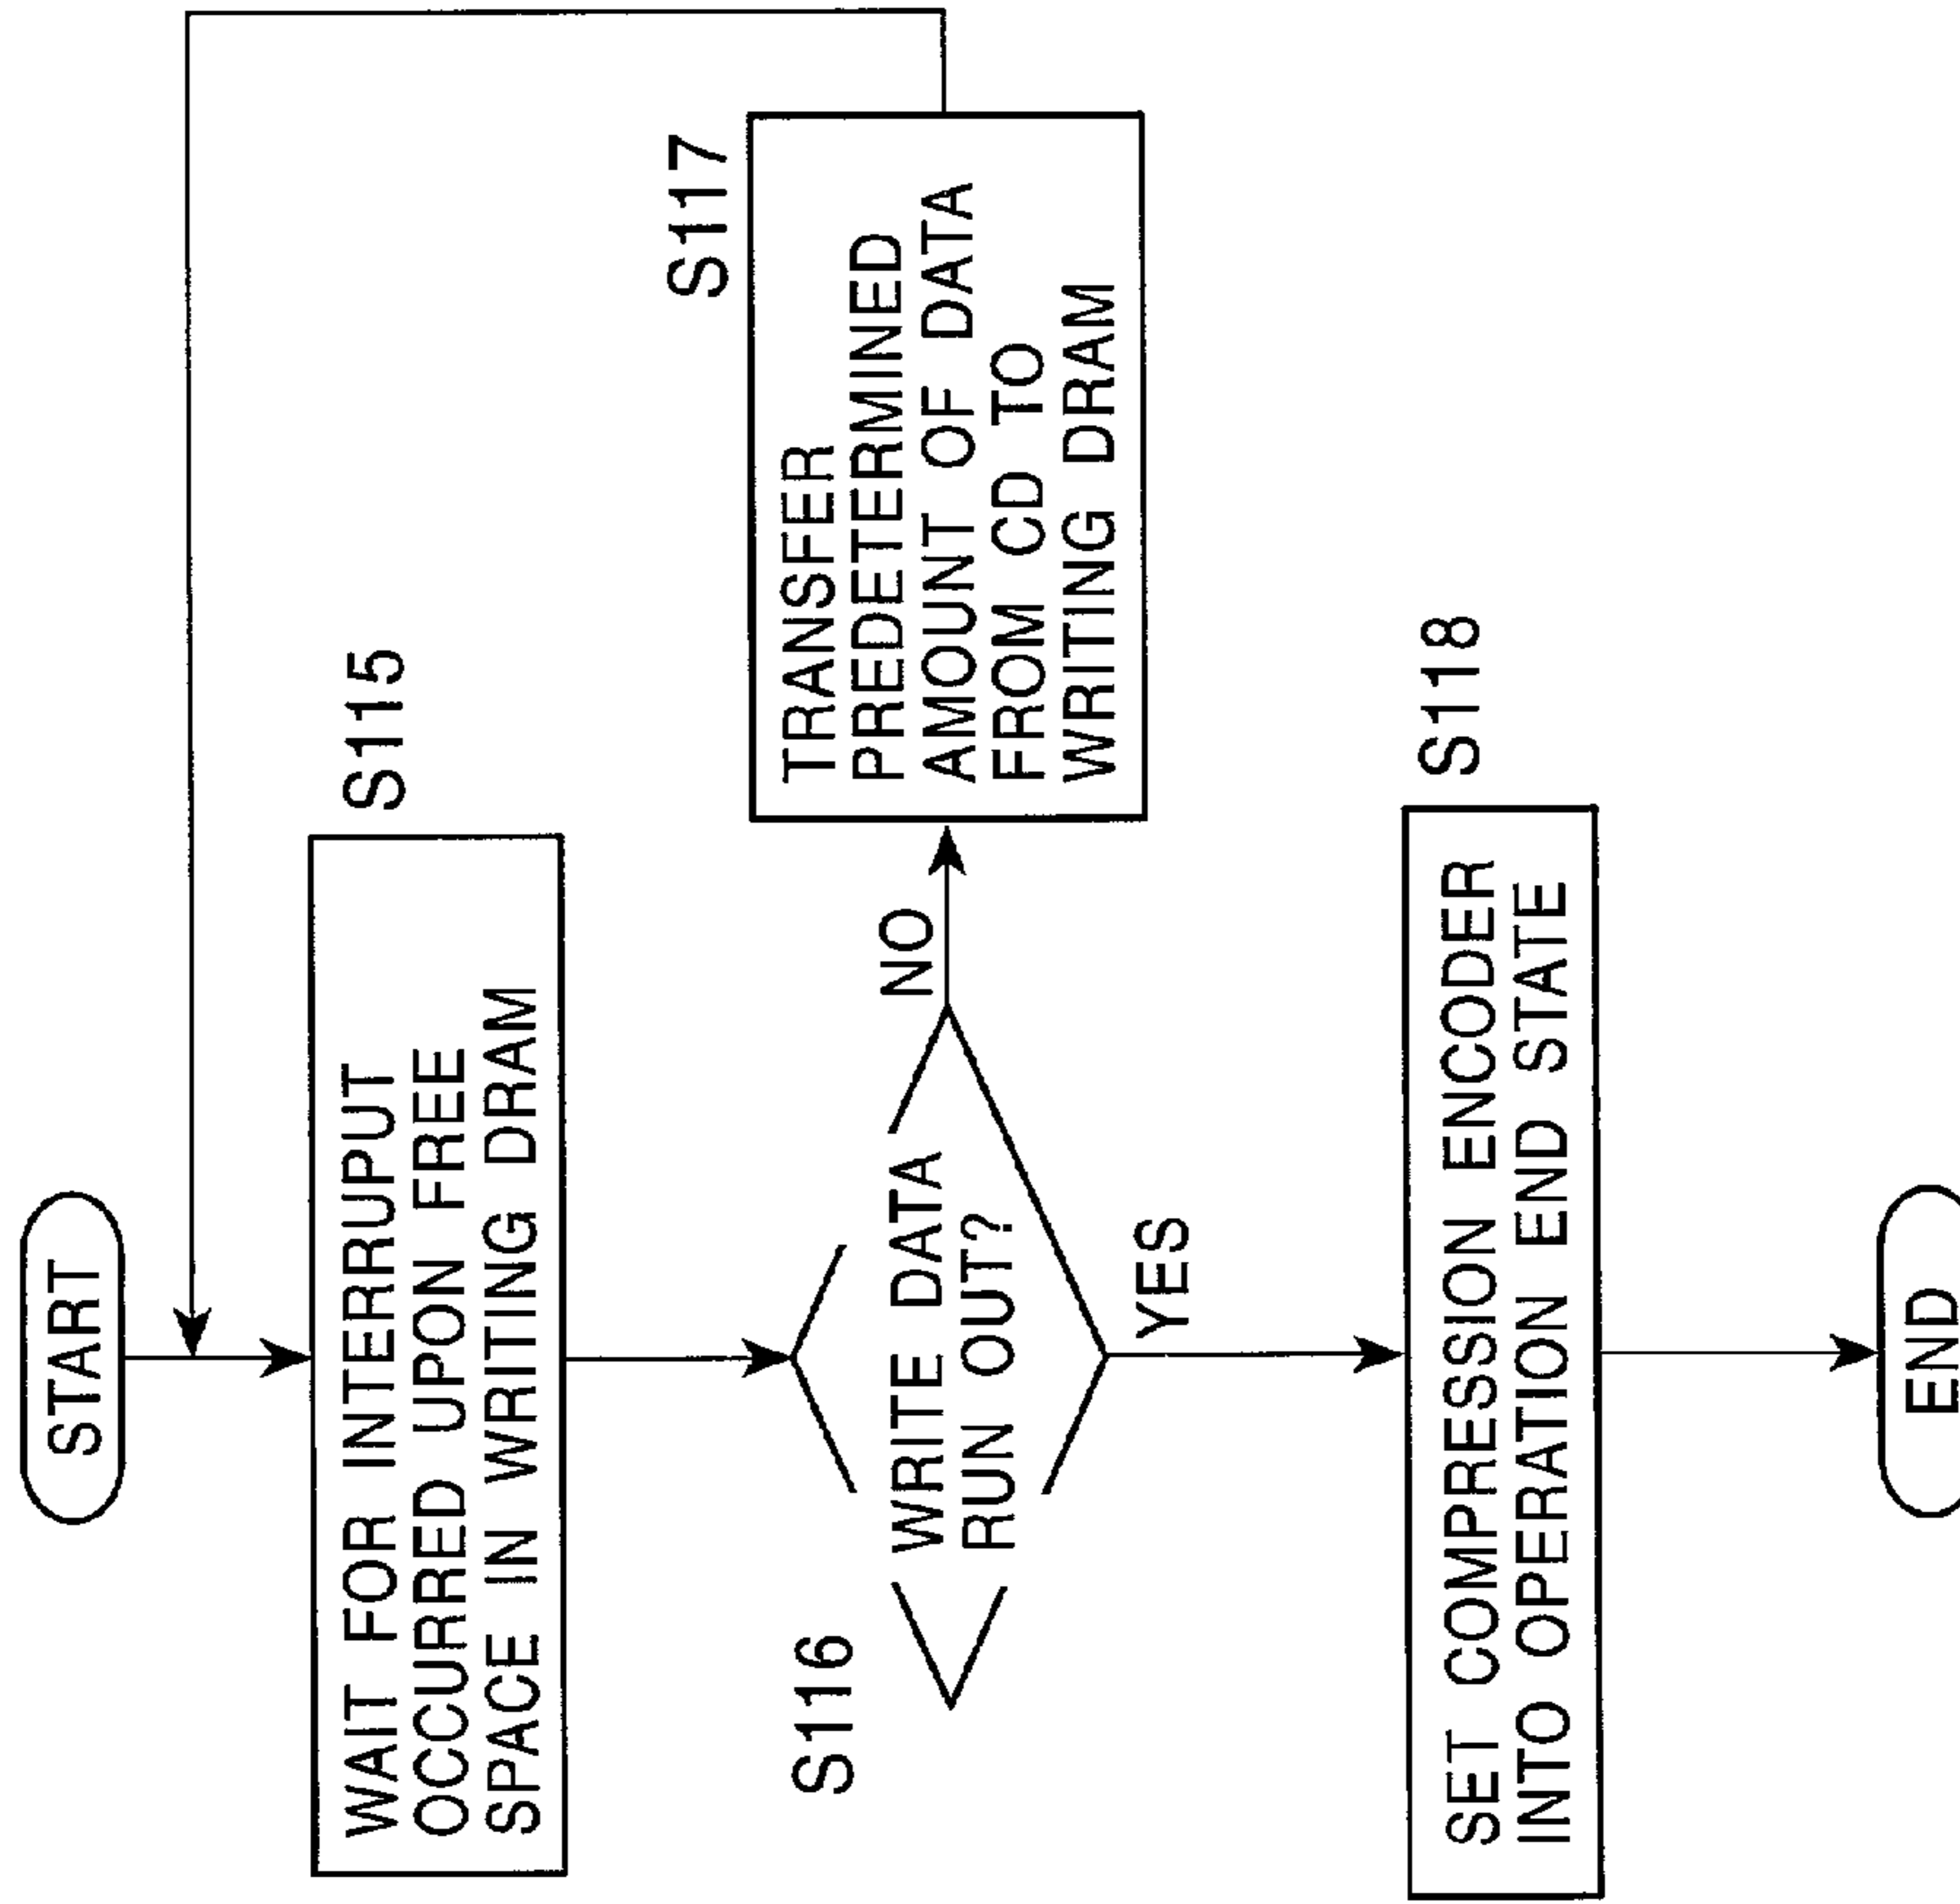 START
S115
WAIT FOR INTERRUPUT
OCCURRED UPON FREE
SPACE IN WRITING DRAM
S116
WRITE DATA
RUN OUT?
NO
S117
TRANSFER
PREDETERMINED
AMOUNT OF DATA
FROM CD TO
WRITING DRAM
YES
S118
SET COMPRESSION ENCODER
INTO OPERATION END STATE
END